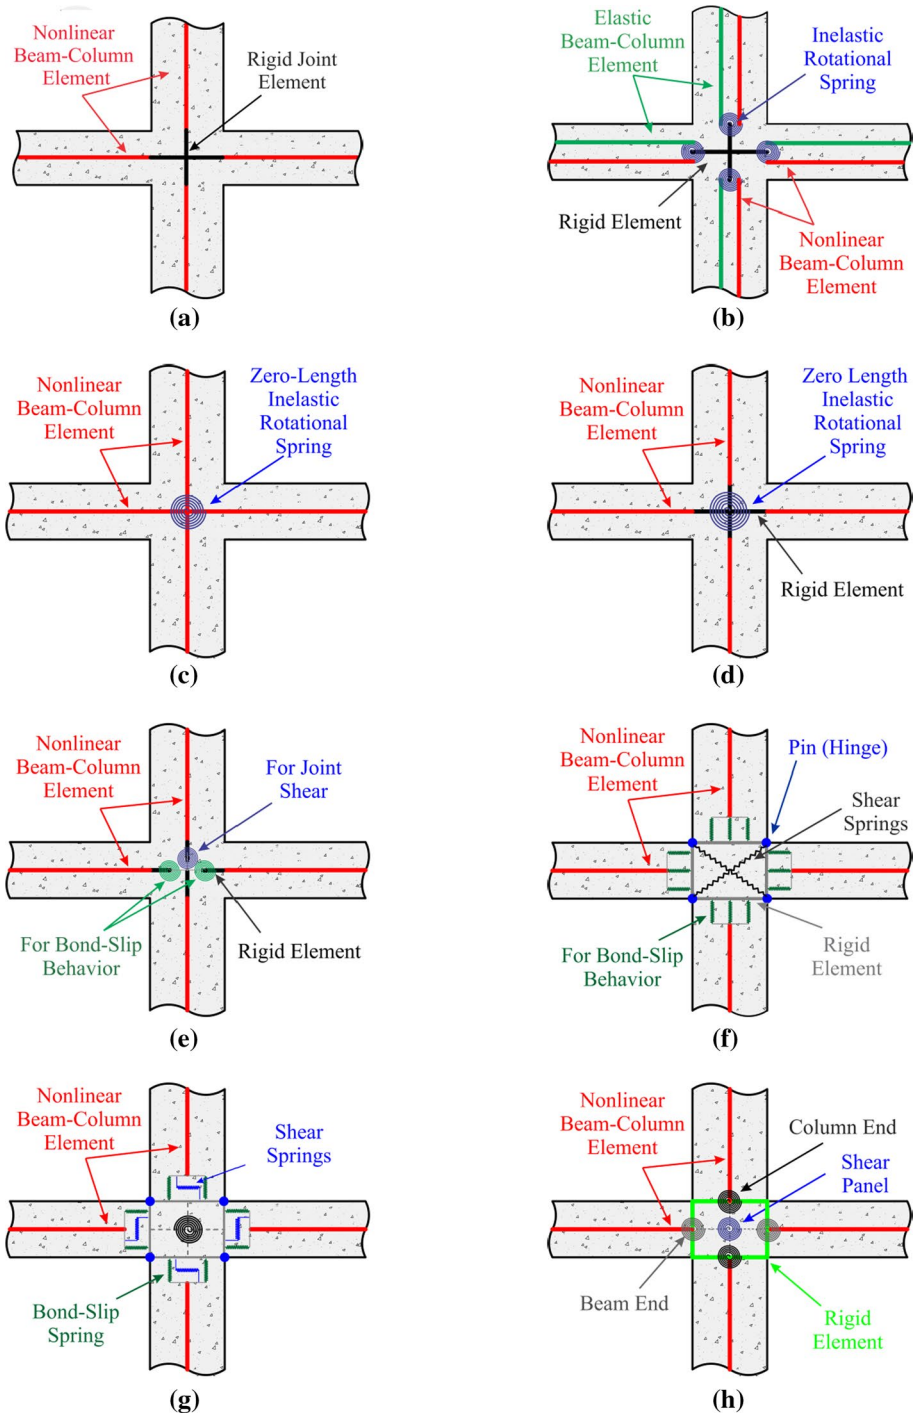 Nonlinear
Beam-Column
Element
Rigid Joint
Element
(a)
Elastic
Beam-Column
Element
Inelastic
Rotational
Spring
Rigid Element
Nonlinear
Beam-Column
Element
(b)
Nonlinear
Beam-Column
Element
Zero-Length
Inelastic
Rotational
Spring
(c)
Nonlinear
Beam-Column
Element
Zero Length
Inelastic
Rotational
Spring
Rigid Element
(d)
Nonlinear
Beam-Column
Element
For Joint
Shear
For Bond-Slip
Behavior
Rigid Element
(e)
Nonlinear
Beam-Column
Element
Pin (Hinge)
Shear
Springs
For Bond-Slip
Behavior
Rigid
Element
(f)
Nonlinear
Beam-Column
Element
Shear
Springs
Bond-Slip
Spring
(g)
Nonlinear
Beam-Column
Element
Column End
Shear
Panel
Beam End
Rigid
Element
(h)